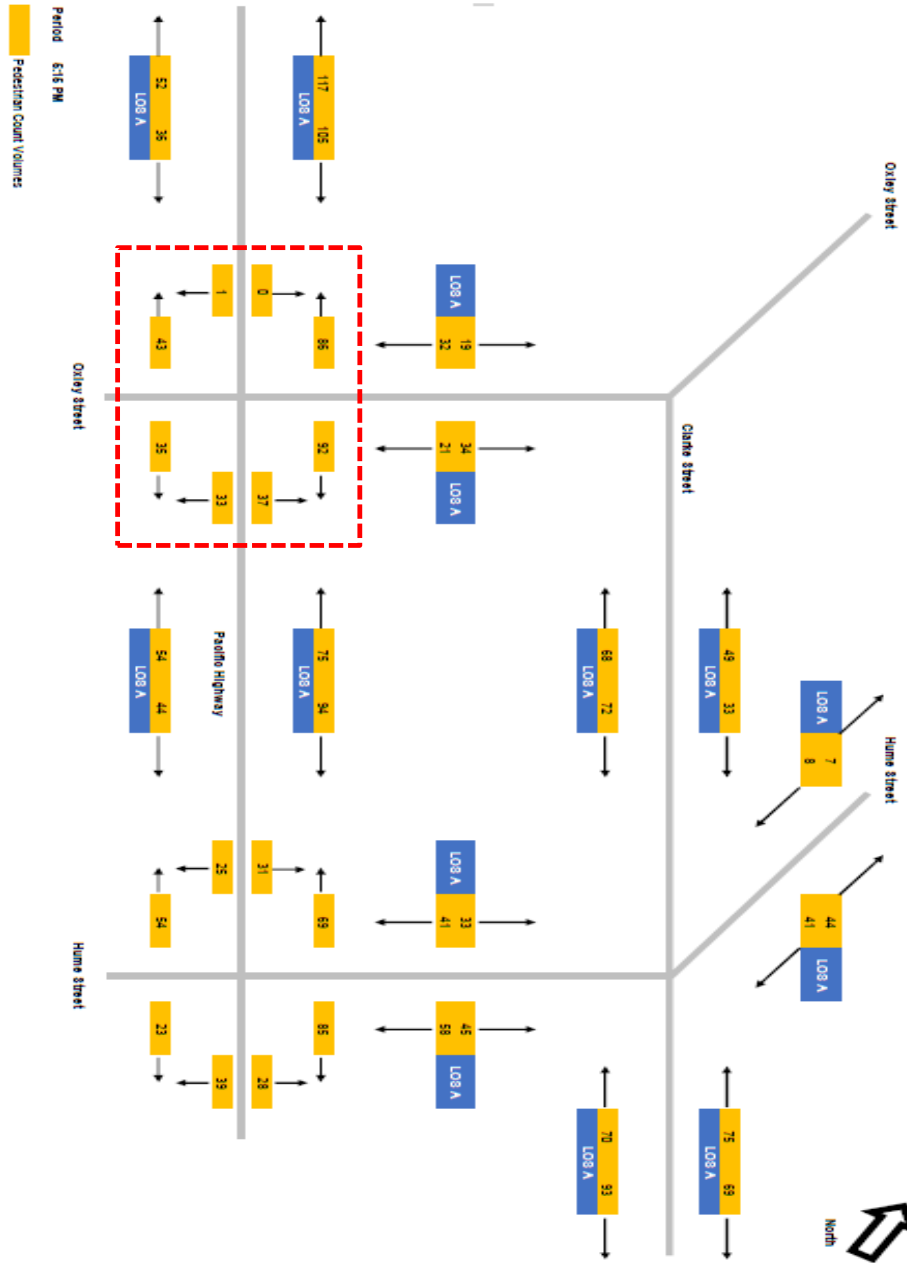 Oxley Street
Hume Street
North
LOS A
7
8
44
41
LOS A
49 33
LOS A
75 69
LOS A
Clarke Street
68 72
LOS A
70 93
LOS A
LOS A
19
32
34
21
LOS A
LOS A
33
41
45
58
LOS A
117 105
LOS A
86
92
75 94
LOS A
69
85
0
37
31
28
1
33
Pacific Highway
25
39
52 36
LOS A
43
35
54 44
LOS A
54
23
Oxley Street
Hume Street
Period 5:15 PM
Pedestrian Count Volumes